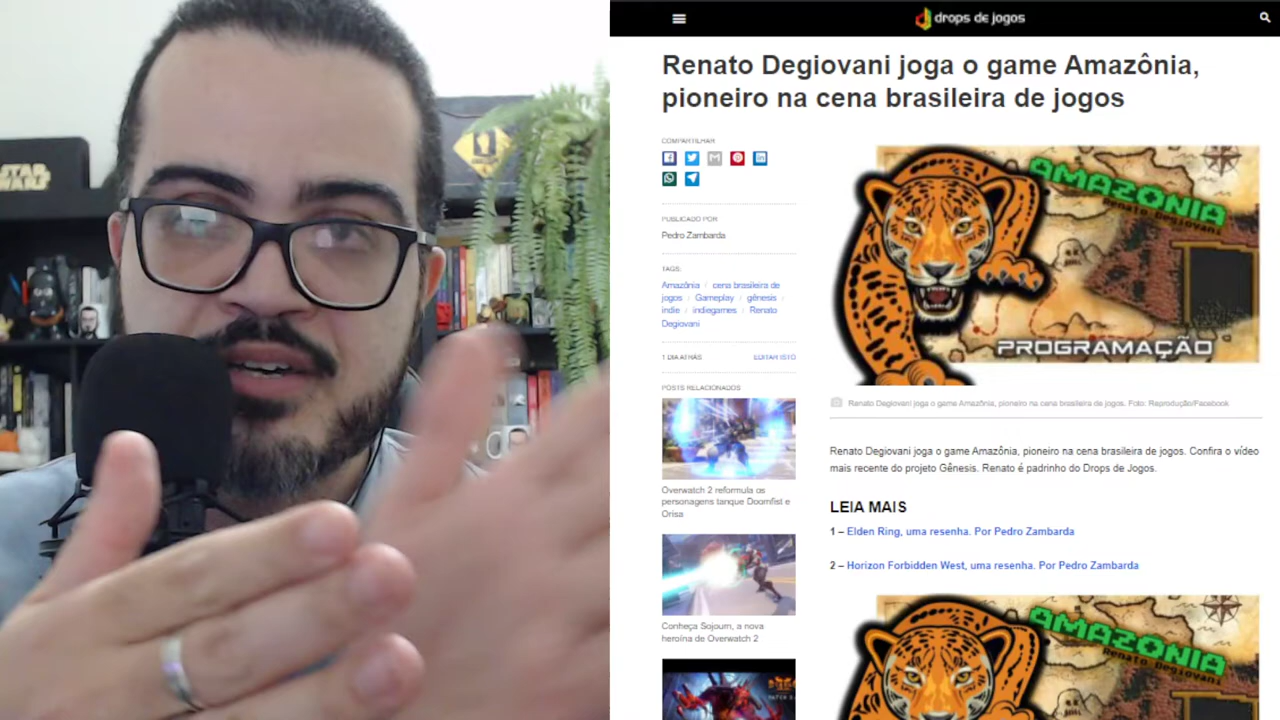 STAR
WARS
drops de jogos
Renato Degiovani joga o game Amazônia,
pioneiro na cena brasileira de jogos
COMPARTILHAR
PUBLICADO POR
Pedro Zambarda
TAGS:
Amazônia / cena brasileira de
jogos / Gameplay / gênesis /
indie / indiegames / Renato
Degiovani
1 DIA ATRÁS
EDITAR ISTO
POSTS RELACIONADOS
Overwatch 2 reformula os
personagens tanque Doomfist e
Orisa
Conheça Sojourn, a nova
heroína de Overwatch 2
AMAZONIA
Renato Degiovani
PROGRAMAÇÃO
Renato Degiovani joga o game Amazônia, pioneiro na cena brasileira de jogos. Foto: Reprodução/Facebook
Renato Degiovani joga o game Amazônia, pioneiro na cena brasileira de jogos. Confira o vídeo
mais recente do projeto Gênesis. Renato é padrinho do Drops de Jogos.
LEIA MAIS
1 – Elden Ring, uma resenha. Por Pedro Zambarda
2 – Horizon Forbidden West, uma resenha. Por Pedro Zambarda
AMAZONIA
Renato Degiovani